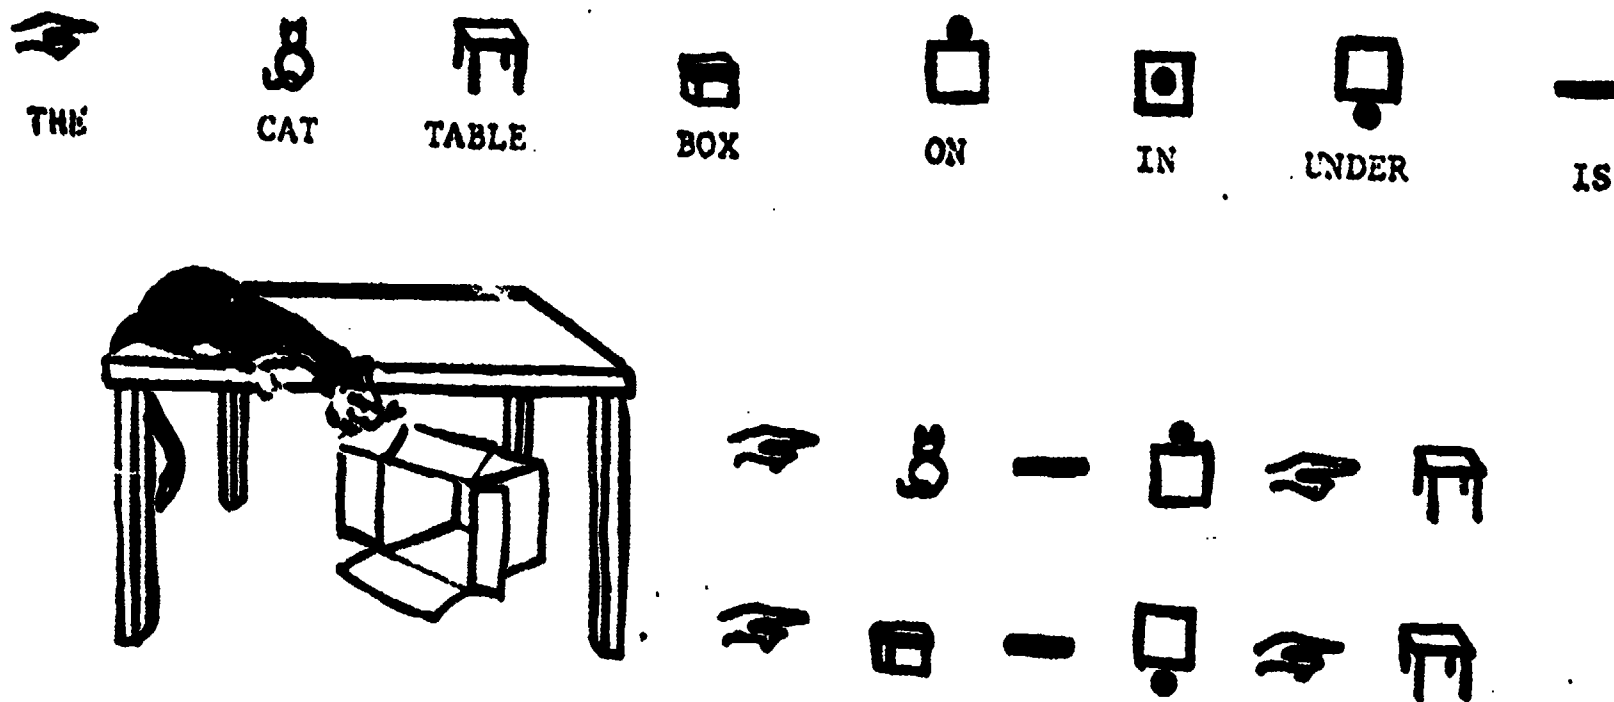 THE CAT TABLE BOX ON IN UNDER IS